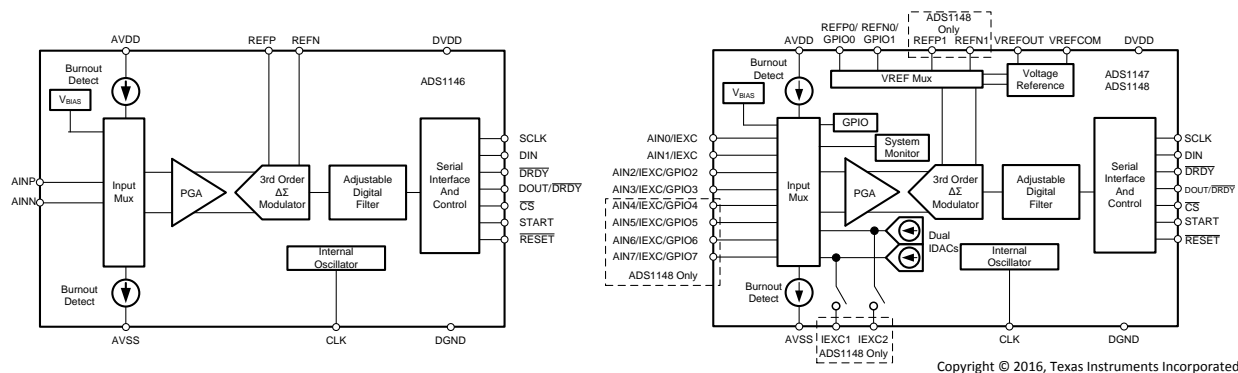 AVDD
REFP
REFN
DVDD
Burnout
Detect
ADS1146
VBIAS
Input
Mux
PGA
3rd Order
ΔΣ
Modulator
Adjustable
Digital
Filter
Serial
Interface
And
Control
SCLK
DIN
DRDY
DOUT/DRDY
CS
START
RESET
AINP
AINN
Internal
Oscillator
Burnout
Detect
AVSS
CLK
DGND
ADS1148
Only
REFP0/
GPIO0
REFN0/
GPIO1
AVDD
REFP1
REFN1
VREFOUT
VREFCOM
DVDD
Burnout
Detect
VREF Mux
Voltage
Reference
ADS1147
ADS1148
VBIAS
GPIO
System
Monitor
AIN0/IEXC
AIN1/IEXC
AIN2/IEXC/GPIO2
AIN3/IEXC/GPIO3
AIN4/IEXC/GPIO4
AIN5/IEXC/GPIO5
AIN6/IEXC/GPIO6
AIN7/IEXC/GPIO7
ADS1148 Only
Input
Mux
PGA
3rd Order
ΔΣ
Modulator
Adjustable
Digital
Filter
Serial
Interface
And
Control
SCLK
DIN
DRDY
DOUT/DRDY
CS
START
RESET
Dual
IDACs
Internal
Oscillator
Burnout
Detect
AVSS
IEXC1
IEXC2
ADS1148 Only
CLK
DGND
Copyright © 2016, Texas Instruments Incorporated